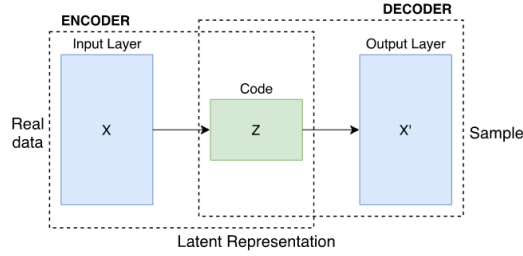 DECODER
ENCODER
Input Layer
Output Layer
Code
Real
data
X
Z
X'
Sample
Latent Representation